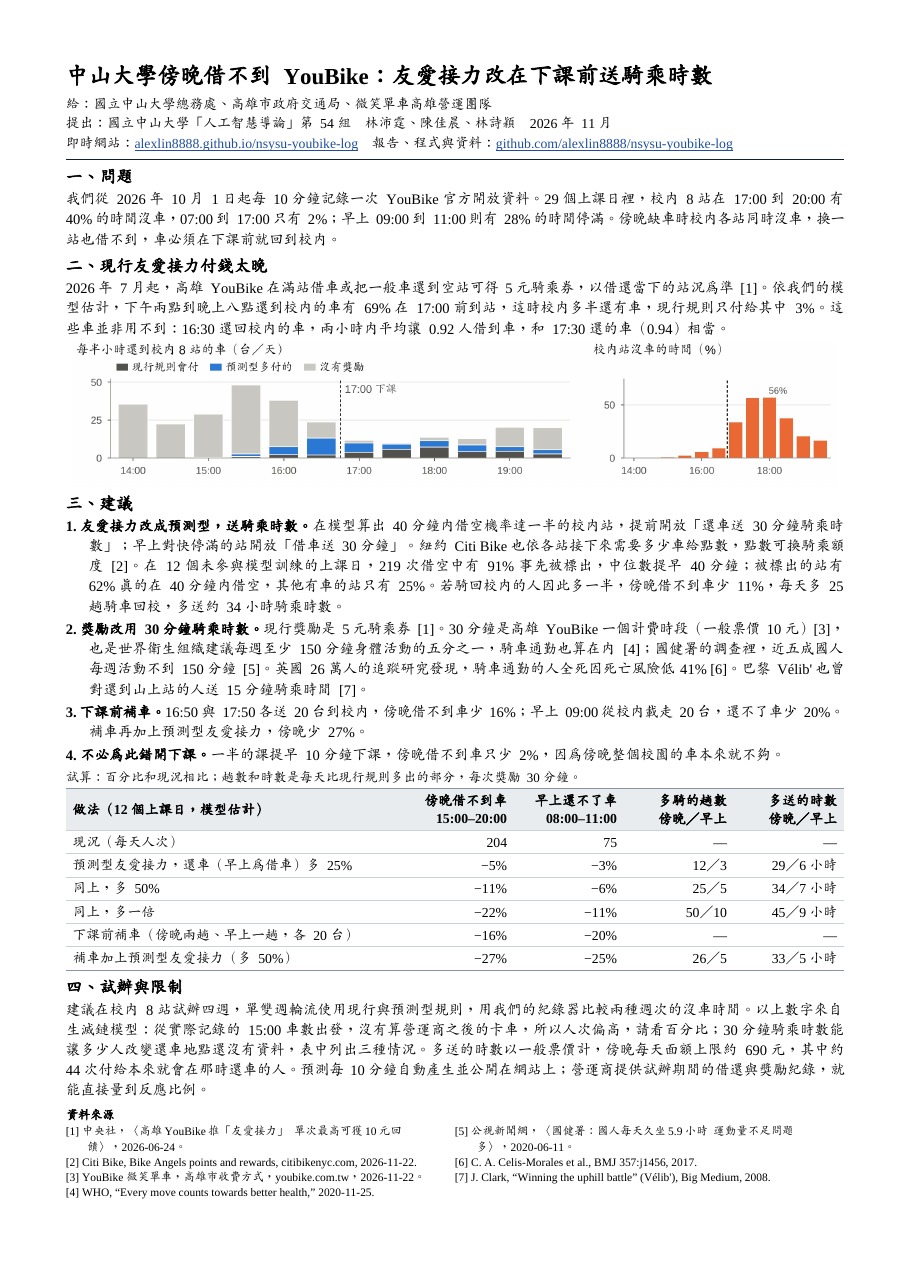 中山大學傍晚借不到 YouBike：友愛接力改在下課前送騎乘時數
給：國立中山大學總務處、高雄市政府交通局、微笑單車高雄營運團隊
提出：國立中山大學「人工智慧導論」第 54 組　林沛霆、陳佳晨、林詩穎　2026 年 11 月
即時網站：alexlin8888.github.io/nsysu-youbike-log　報告、程式與資料：github.com/alexlin8888/nsysu-youbike-log
一、問題
我們從 2026 年 10 月 1 日起每 10 分鐘記錄一次 YouBike 官方開放資料。29 個上課日裡，校內 8 站在 17:00 到 20:00 有
40% 的時間沒車，07:00 到 17:00 只有 2%；早上 09:00 到 11:00 則有 28% 的時間停滿。傍晚缺車時校內各站同時沒車，換一
站也借不到，車必須在下課前就回到校內。
二、現行友愛接力付錢太晚
2026 年 7 月起，高雄 YouBike 在滿站借車或把一般車還到空站可得 5 元騎乘券，以借還當下的站況為準 [1]。依我們的模
型估計，下午兩點到晚上八點還到校內的車有 69% 在 17:00 前到站，這時校內多半還有車，現行規則只付給其中 3%。這
些車並非用不到：16:30 還回校內的車，兩小時內平均讓 0.92 人借到車，和 17:30 還的車（0.94）相當。
每半小時還到校內 8 站的車（台／天）
現行規則會付 預測型多付的 沒有獎勵
50
25
0
17:00 下課
14:00 15:00 16:00 17:00 18:00 19:00
校內站沒車的時間（%）
56%
50
0
14:00 16:00 18:00
三、建議
1. 友愛接力改成預測型，送騎乘時數。在模型算出 40 分鐘內借空機率達一半的校內站，提前開放「還車送 30 分鐘騎乘時
數」；早上對快停滿的站開放「借車送 30 分鐘」。紐約 Citi Bike 也依各站接下來需要多少車給點數，點數可換騎乘額
度 [2]。在 12 個未參與模型訓練的上課日，219 次借空中有 91% 事先被標出，中位數提早 40 分鐘；被標出的站有
62% 真的在 40 分鐘內借空，其他有車的站只有 25%。若騎回校內的人因此多一半，傍晚借不到車少 11%，每天多 25
趟騎車回校，多送約 34 小時騎乘時數。
2. 獎勵改用 30 分鐘騎乘時數。現行獎勵是 5 元騎乘券 [1]。30 分鐘是高雄 YouBike 一個計費時段（一般票價 10 元）[3]，
也是世界衛生組織建議每週至少 150 分鐘身體活動的五分之一，騎車通勤也算在內 [4]；國健署的調查裡，近五成國人
每週活動不到 150 分鐘 [5]。英國 26 萬人的追蹤研究發現，騎車通勤的人全死因死亡風險低 41% [6]。巴黎 Vélib' 也曾
對還到山上站的人送 15 分鐘騎乘時間 [7]。
3. 下課前補車。16:50 與 17:50 各送 20 台到校內，傍晚借不到車少 16%；早上 09:00 從校內載走 20 台，還不了車少 20%。
補車再加上預測型友愛接力，傍晚少 27%。
4. 不必為此錯開下課。一半的課提早 10 分鐘下課，傍晚借不到車只少 2%，因為傍晚整個校園的車本來就不夠。
試算：百分比和現況相比；趟數和時數是每天比現行規則多出的部分，每次獎勵 30 分鐘。
做法（12 個上課日，模型估計） 傍晚借不到車 早上還不了車 多騎的趟數 多送的時數
15:00–20:00 08:00–11:00 傍晚／早上 傍晚／早上
現況（每天人次） 204 75 — —
預測型友愛接力，還車（早上為借車）多 25% −5% −3% 12／3 29／6 小時
同上，多 50% −11% −6% 25／5 34／7 小時
同上，多一倍 −22% −11% 50／10 45／9 小時
下課前補車（傍晚兩趟、早上一趟，各 20 台） −16% −20% — —
補車加上預測型友愛接力（多 50%） −27% −25% 26／5 33／5 小時
四、試辦與限制
建議在校內 8 站試辦四週，單雙週輪流使用現行與預測型規則，用我們的紀錄器比較兩種週次的沒車時間。以上數字來自
生滅鏈模型：從實際記錄的 15:00 車數出發，沒有算營運商之後的卡車，所以人次偏高，請看百分比；30 分鐘騎乘時數能
讓多少人改變還車地點還沒有資料，表中列出三種情況。多送的時數以一般票價計，傍晚每天面額上限約 690 元，其中約
44 次付給本來就會在那時還車的人。預測每 10 分鐘自動產生並公開在網站上；營運商提供試辦期間的借還與獎勵紀錄，就
能直接量到反應比例。
資料來源
[1] 中央社，〈高雄 YouBike 推「友愛接力」 單次最高可獲 10 元回
饋〉，2026-06-24。
[2] Citi Bike, Bike Angels points and rewards, citibikenyc.com, 2026-11-22.
[3] YouBike 微笑單車，高雄市收費方式，youbike.com.tw，2026-11-22。
[4] WHO, “Every move counts towards better health,” 2020-11-25.
[5] 公視新聞網，〈國健署：國人每天久坐 5.9 小時 運動量不足問題
多〉，2020-06-11。
[6] C. A. Celis-Morales et al., BMJ 357:j1456, 2017.
[7] J. Clark, “Winning the uphill battle” (Vélib'), Big Medium, 2008.